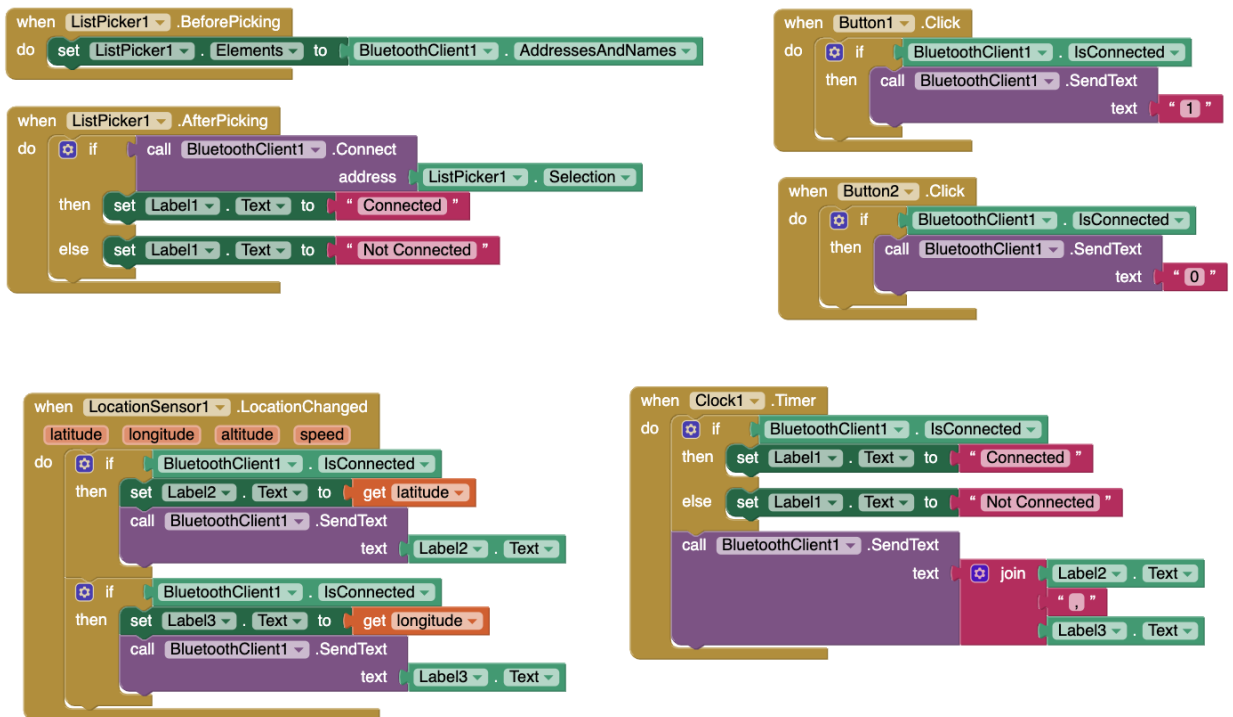 when ListPicker1 .BeforePicking
do set ListPicker1 . Elements to BluetoothClient1 . AddressesAndNames
when ListPicker1 .AfterPicking
do if call BluetoothClient1 .Connect
address ListPicker1 . Selection
then set Label1 . Text to " Connected "
else set Label1 . Text to " Not Connected "
when Button1 .Click
do if BluetoothClient1 . IsConnected
then call BluetoothClient1 .SendText
text " 1 "
when Button2 .Click
do if BluetoothClient1 . IsConnected
then call BluetoothClient1 .SendText
text " 0 "
when LocationSensor1 .LocationChanged
latitude longitude altitude speed
do if BluetoothClient1 . IsConnected
then set Label2 . Text to get latitude
call BluetoothClient1 .SendText
text Label2 . Text
if BluetoothClient1 . IsConnected
then set Label3 . Text to get longitude
call BluetoothClient1 .SendText
text Label3 . Text
when Clock1 .Timer
do if BluetoothClient1 . IsConnected
then set Label1 . Text to " Connected "
else set Label1 . Text to " Not Connected "
call BluetoothClient1 .SendText
text join Label2 . Text
" , "
Label3 . Text